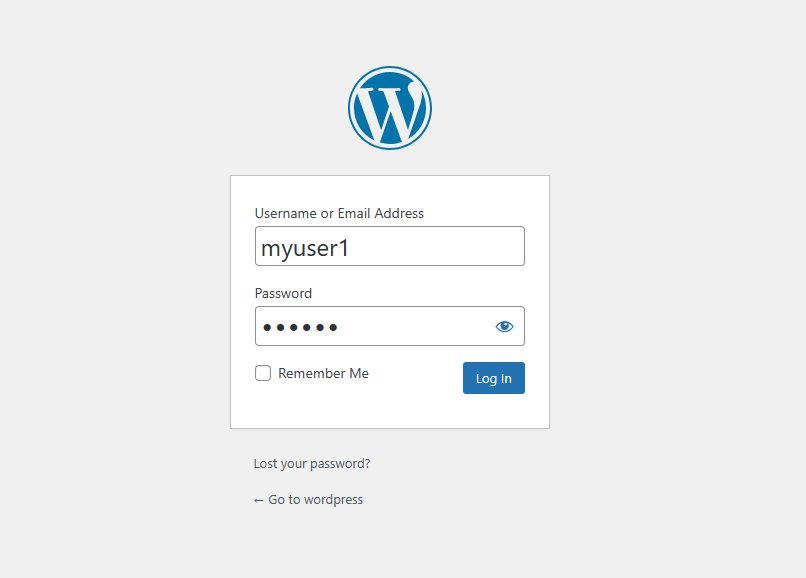 Username or Email Address
myuser1
Password
••••••
Remember Me
Log In
Lost your password?
← Go to wordpress